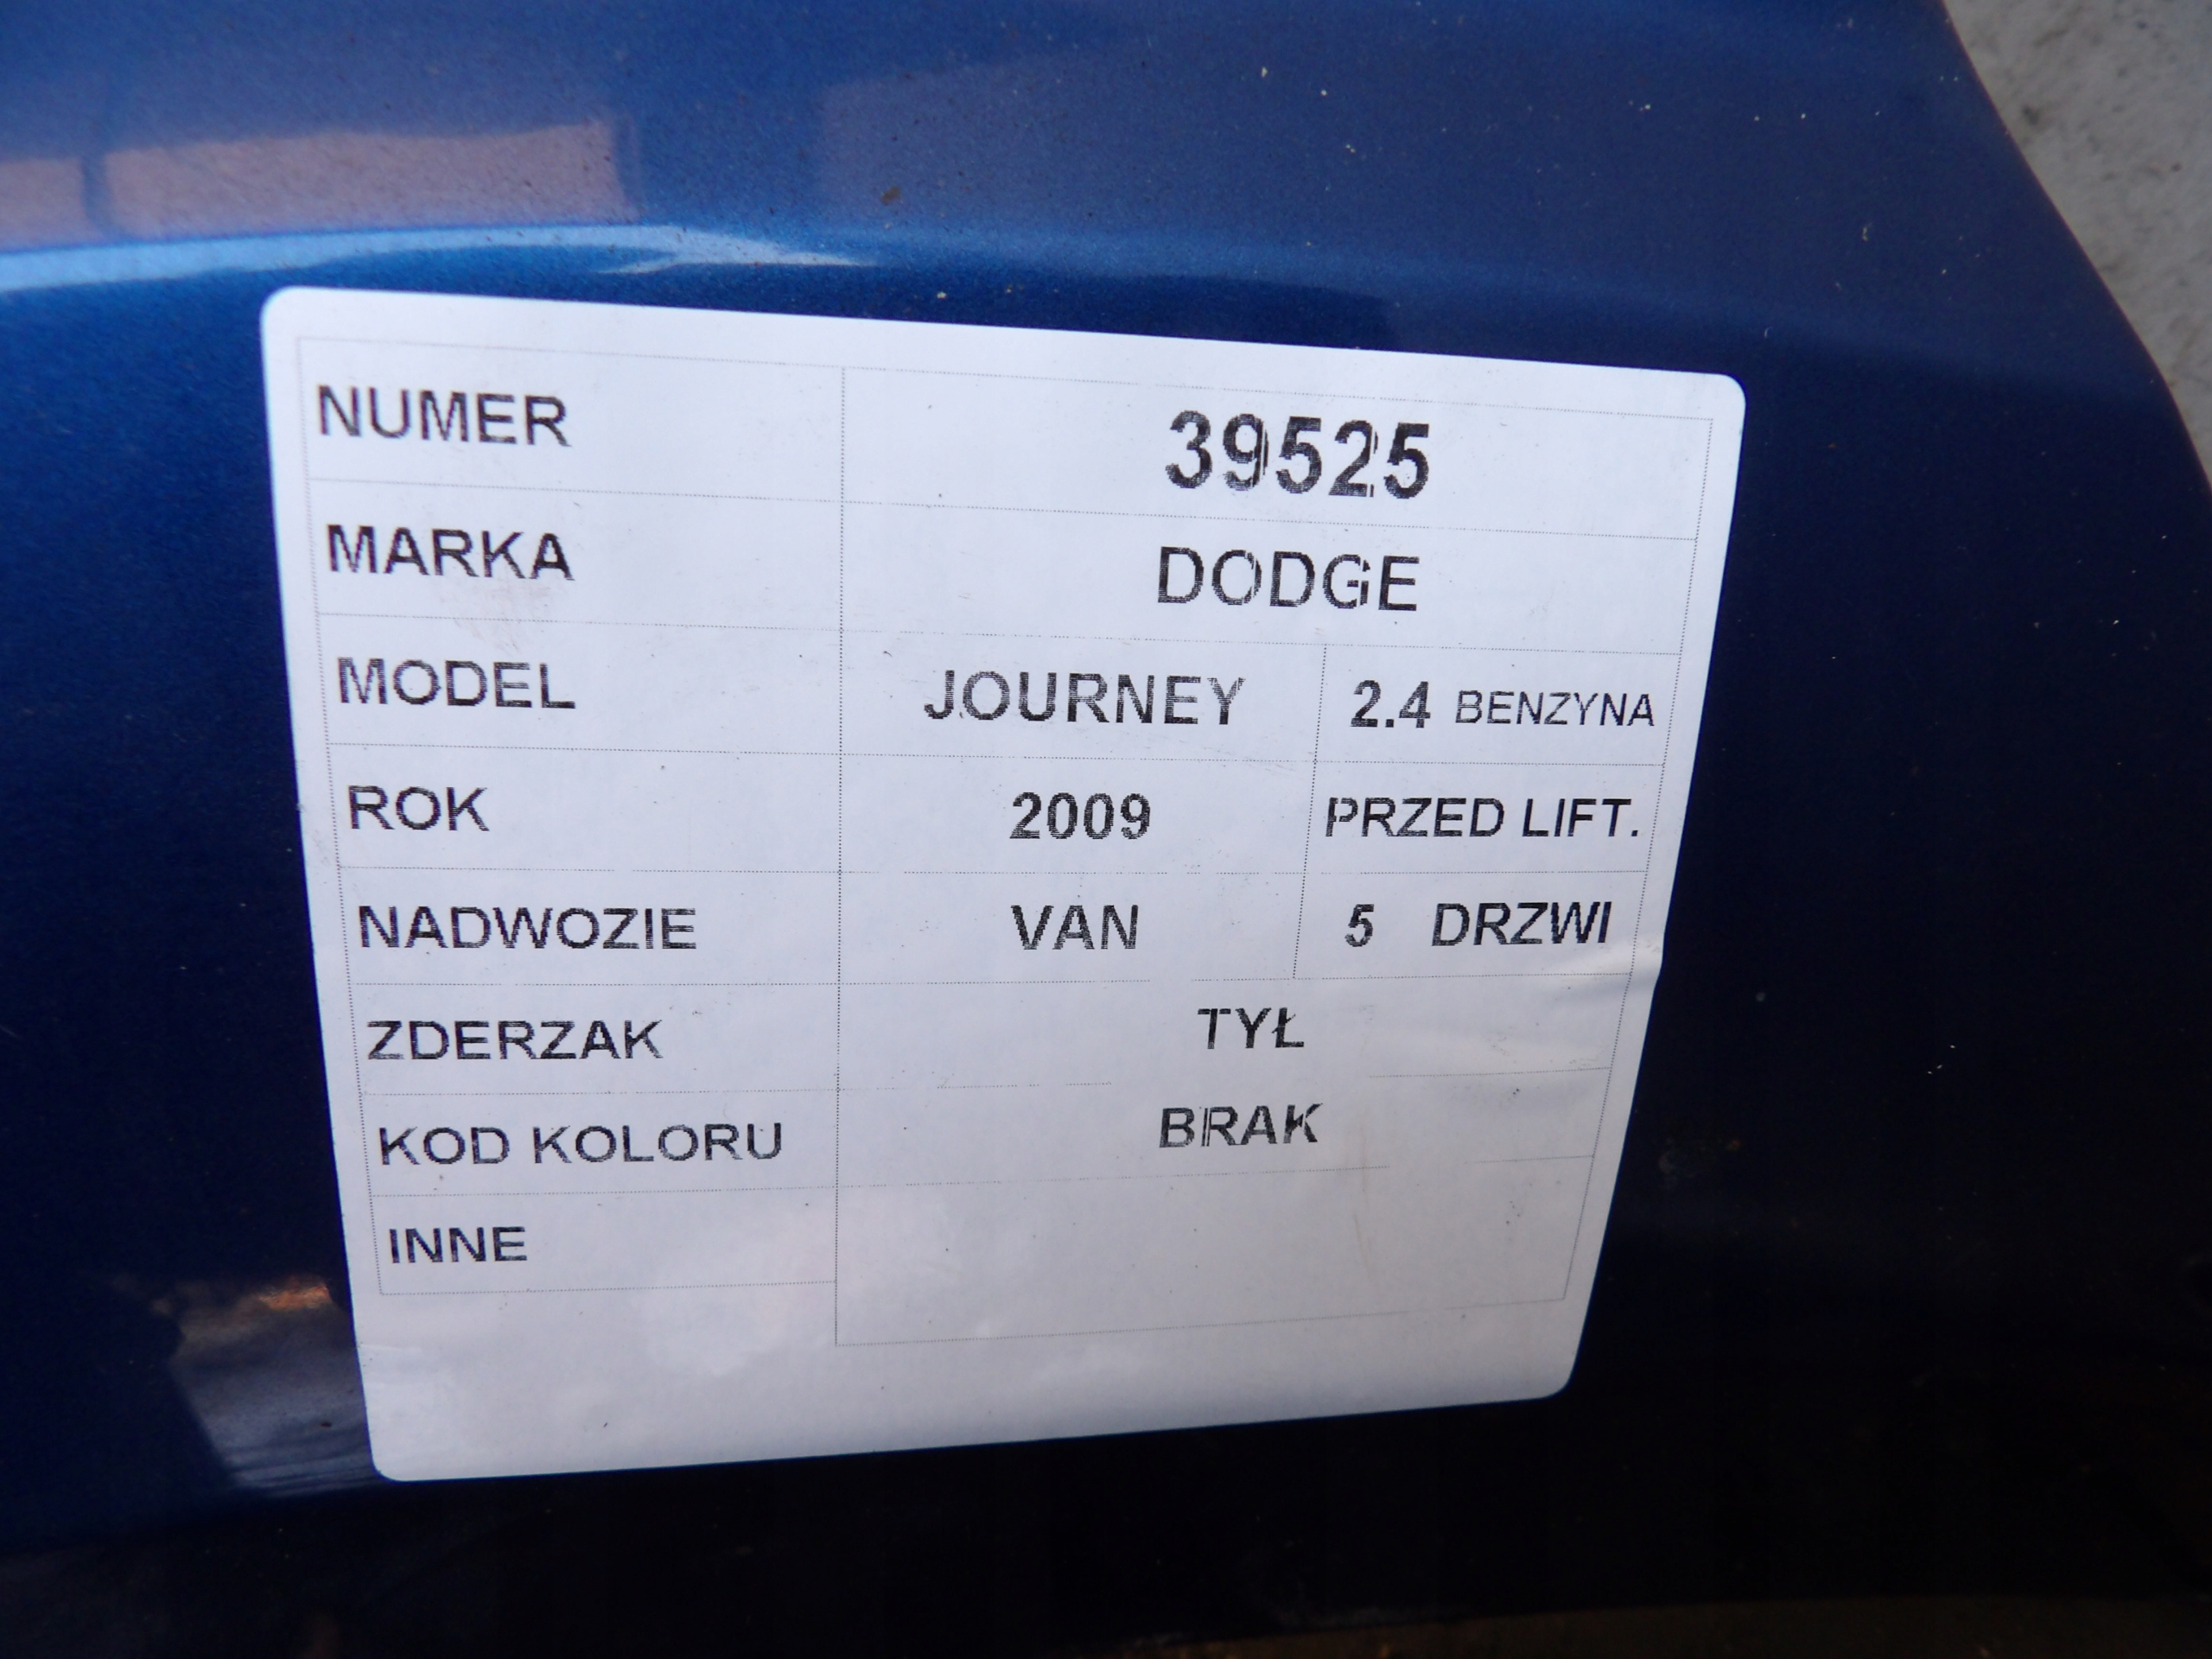 NUMER 39525
MARKA DODGE
MODEL JOURNEY 2.4 BENZYNA
ROK 2009 PRZED LIFT.
NADWOZIE VAN 5 DRZWI
ZDERZAK TYŁ
KOD KOLORU BRAK
INNE